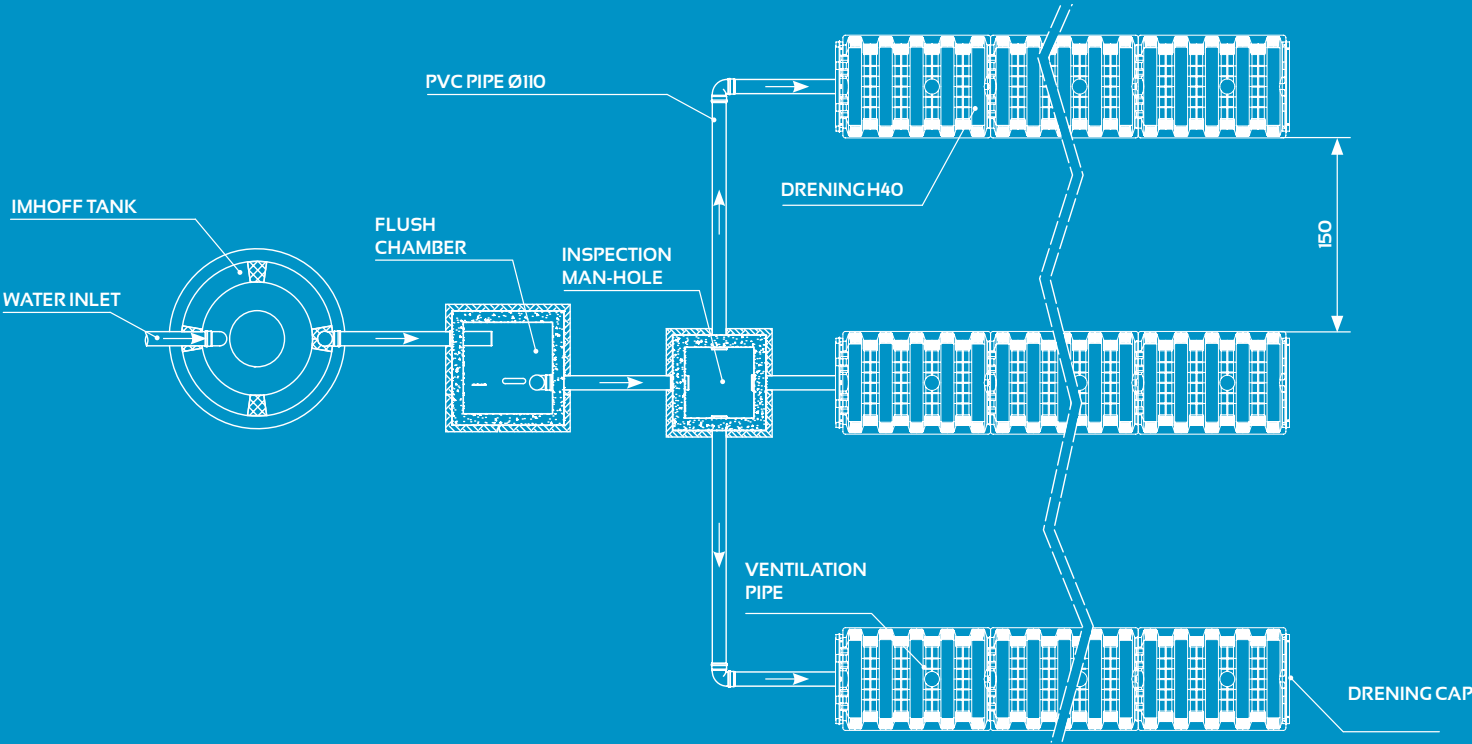 PVC PIPE Ø110
DRENING H40
IMHOFF TANK
FLUSH
CHAMBER
INSPECTION
MAN-HOLE
150
WATER INLET
VENTILATION
PIPE
DRENING CAP